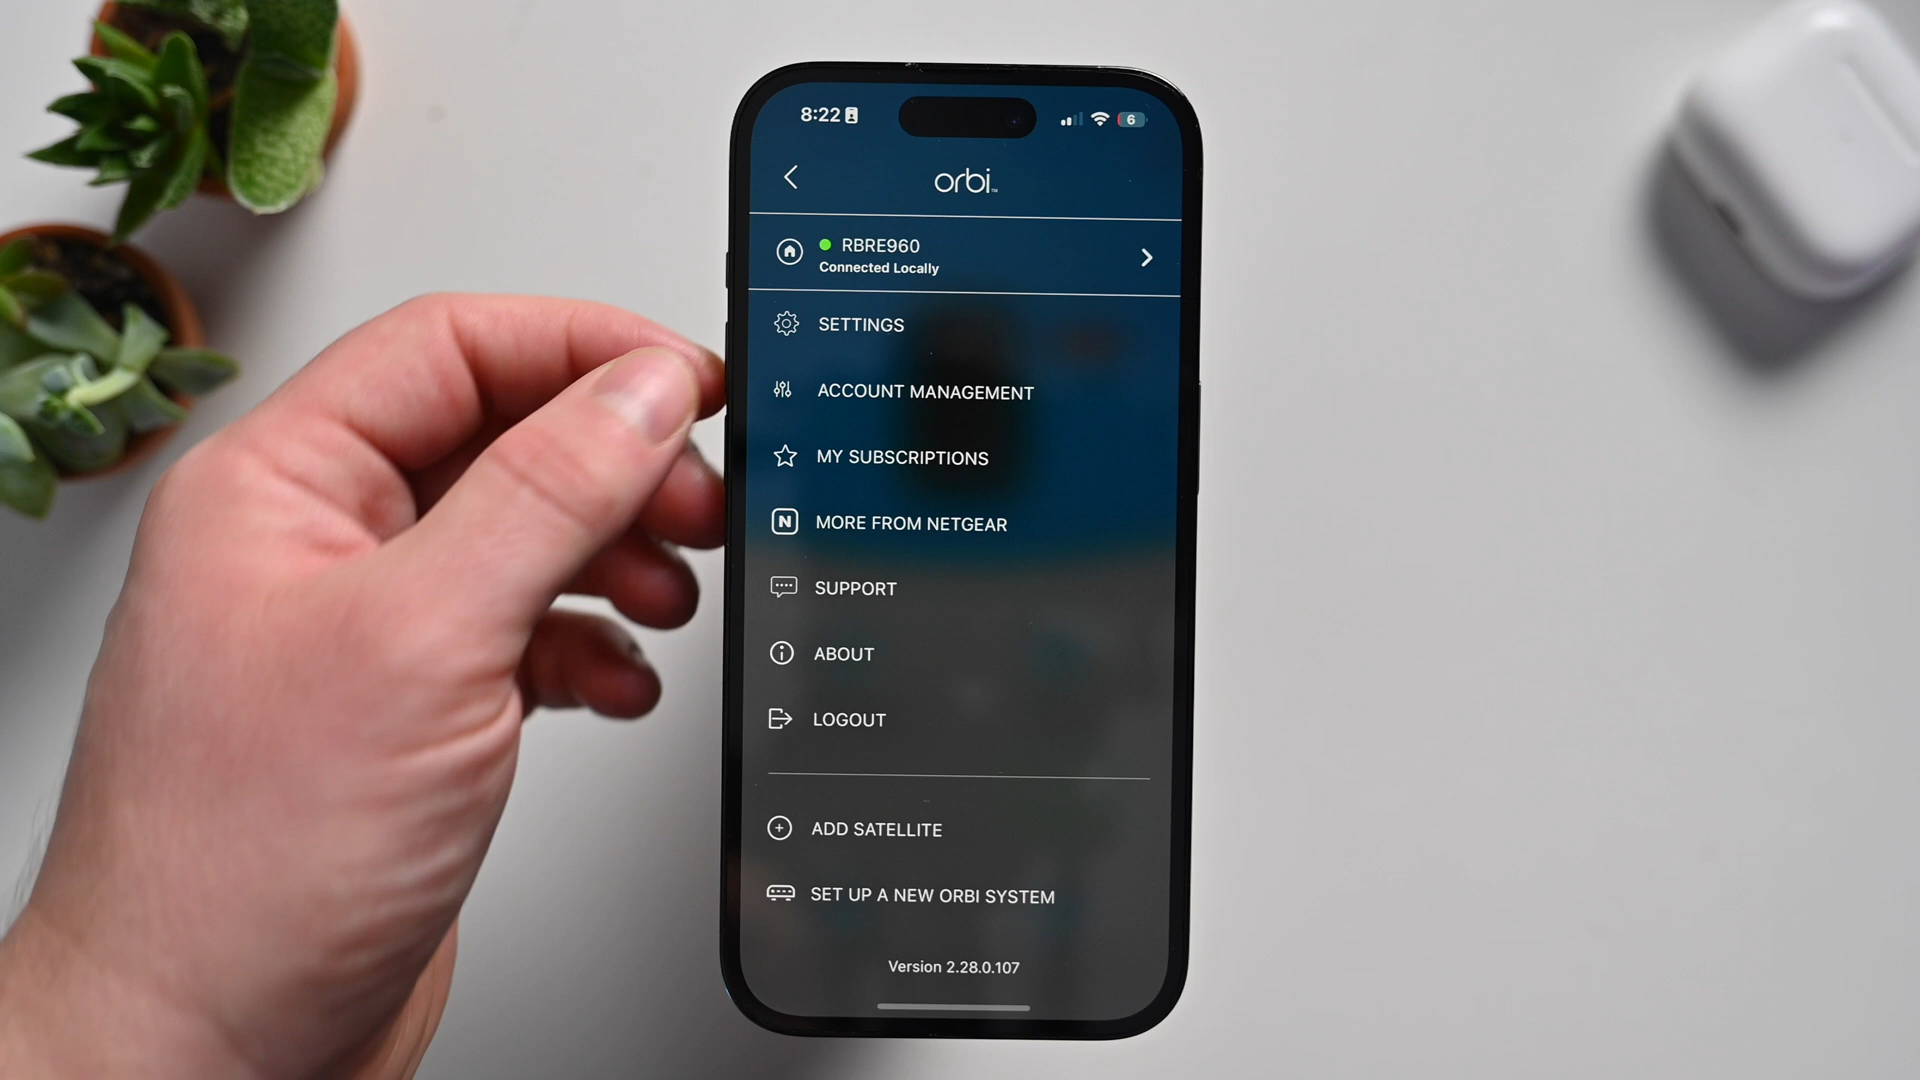 8:22
6
orbi™
RBRE960
Connected Locally
SETTINGS
ACCOUNT MANAGEMENT
MY SUBSCRIPTIONS
N MORE FROM NETGEAR
SUPPORT
ABOUT
LOGOUT
ADD SATELLITE
SET UP A NEW ORBI SYSTEM
Version 2.28.0.107